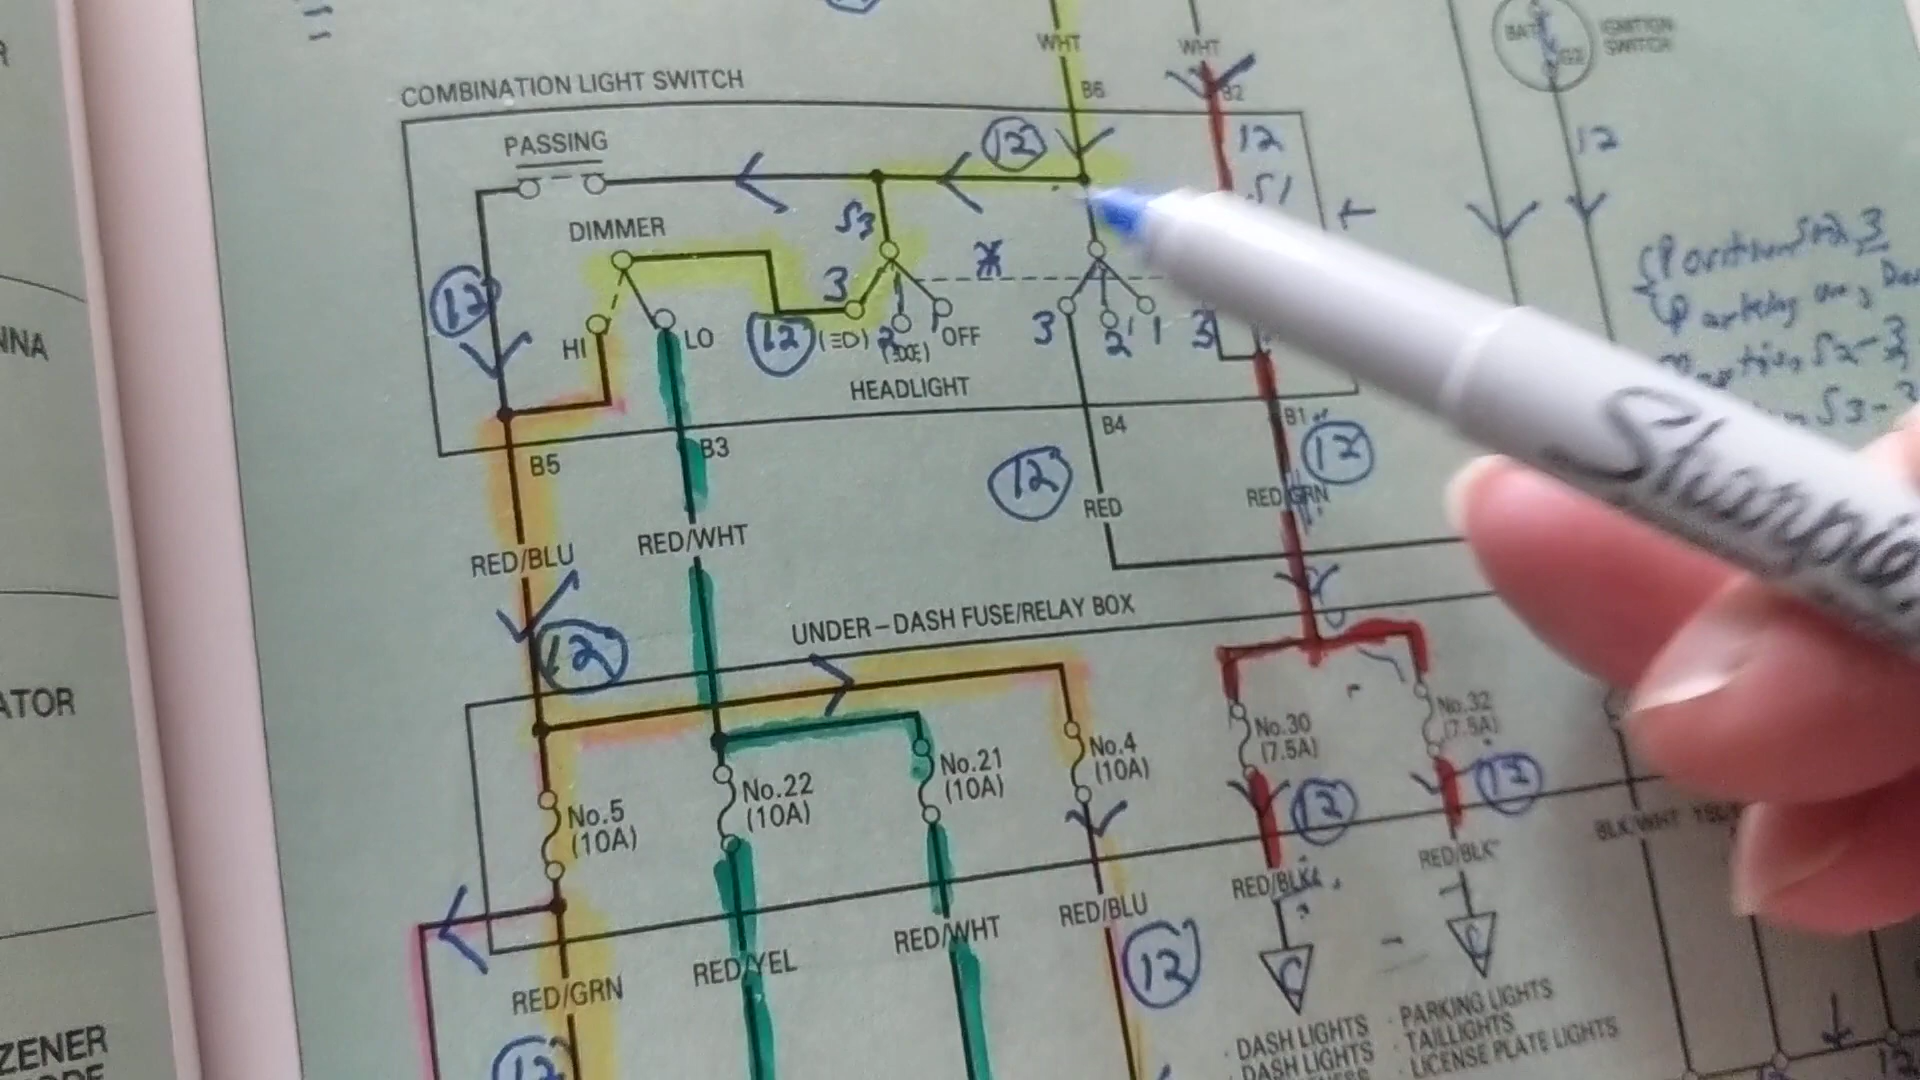 WHT
WHT
BAT
IG2
IGNITION
SWITCH
COMBINATION LIGHT SWITCH
B6
B2
PASSING
12
12
S1
12
S3
DIMMER
12
3
HI
LO
12
2
OFF
3
2
1
3
HEADLIGHT
B5
B3
B4
B1
12
12
RED/BLU
RED/WHT
RED
RED/GRN
12
UNDER-DASH FUSE/RELAY BOX
Sharpie
No.5
(10A)
No.22
(10A)
No.21
(10A)
No.4
(10A)
No.30
(7.5A)
No.32
(7.5A)
12
12
BLK/WHT
RED/GRN
RED/YEL
RED/WHT
RED/BLU
RED/BLK
RED/BLK
12
12
C
C
· DASH LIGHTS
DASH LIGHTS
· PARKING LIGHTS
· TAILLIGHTS
· LICENSE PLATE LIGHTS
NNA
ATOR
ZENER
12